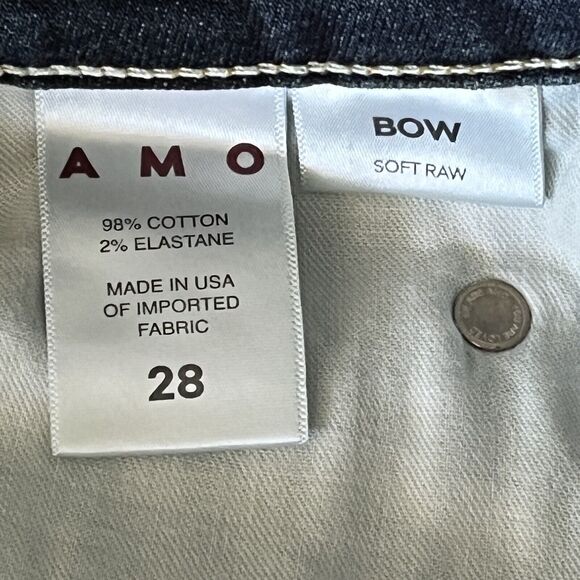 AMO
98% COTTON
2% ELASTANE
MADE IN USA
OF IMPORTED
FABRIC
28
BOW
SOFT RAW